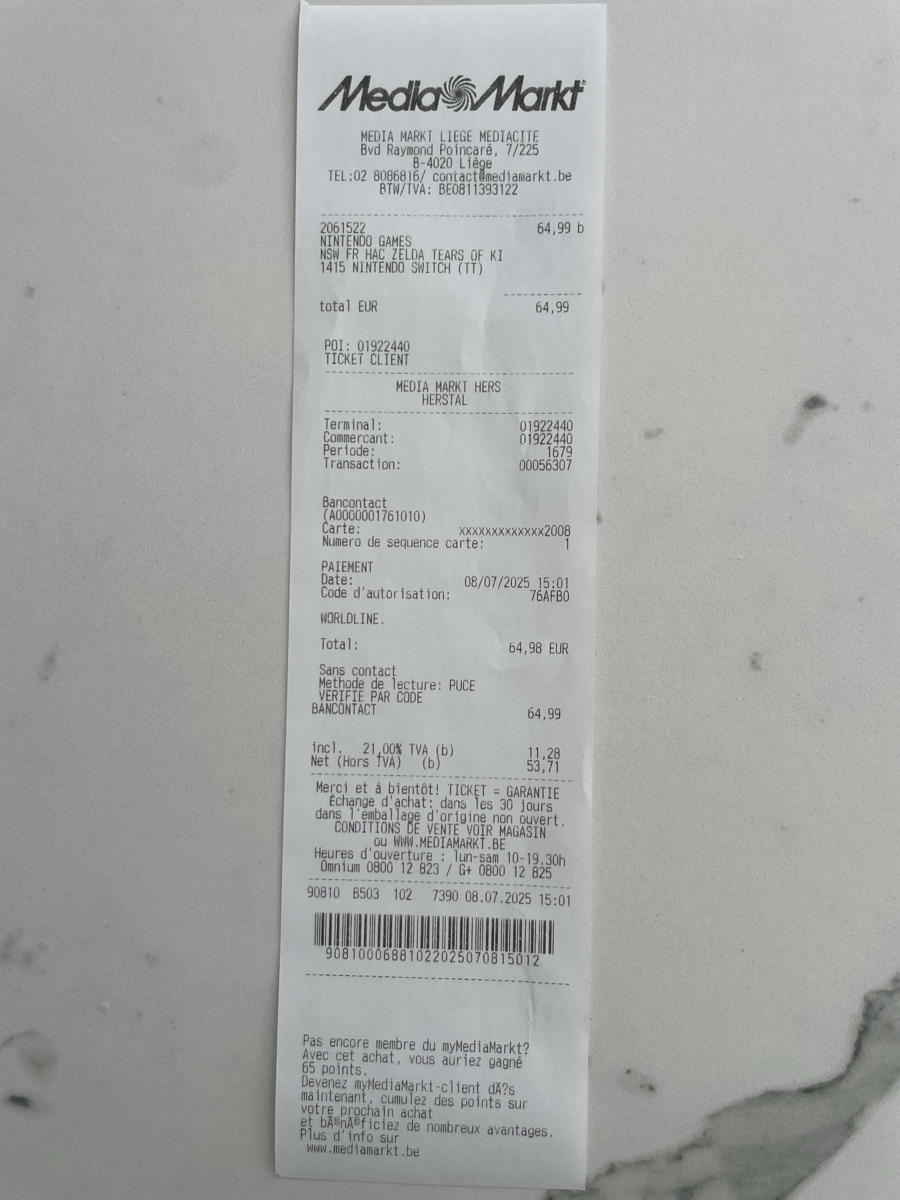 MediaMarkt
MEDIA MARKT LIEGE MEDIACITE
Bvd Raymond Poincaré, 7/225
B-4020 Liège
TEL:02 8086816/ contact@mediamarkt.be
BTW/TVA: BE0811393122
2061522 64,99 b
NINTENDO GAMES
NSW FR HAC ZELDA TEARS OF KI
1415 NINTENDO SWITCH (TT)
total EUR 64,99
POI: 01922440
TICKET CLIENT
MEDIA MARKT HERS
HERSTAL
Terminal: 01922440
Commercant: 01922440
Periode: 1679
Transaction: 00056307
Bancontact
(A0000001761010)
Carte: xxxxxxxxxxxxx2008
Numero de sequence carte: 1
PAIEMENT
Date: 08/07/2025 15:01
Code d'autorisation: 76AFB0
WORLDLINE.
Total: 64,98 EUR
Sans contact
Methode de lecture: PUCE
VERIFIE PAR CODE
BANCONTACT 64,99
incl. 21,00% TVA (b) 11,28
Net (Hors TVA) (b) 53,71
Merci et à bientôt! TICKET = GARANTIE
Échange d'achat: dans les 30 jours
dans l'emballage d'origine non ouvert.
CONDITIONS DE VENTE VOIR MAGASIN
ou WWW.MEDIAMARKT.BE
Heures d'ouverture : lun-sam 10-19.30h
Omnium 0800 12 823 / G+ 0800 12 825
90810 B503 102 7390 08.07.2025 15:01
9081000688102202507081 5012
Pas encore membre du myMediaMarkt?
Avec cet achat, vous auriez gagné
65 points.
Devenez myMediaMarkt-client dÃ?s
maintenant, cumulez des points sur
votre prochain achat
et bÃ©nÃ©ficiez de nombreux avantages.
Plus d'info sur
www.mediamarkt.be